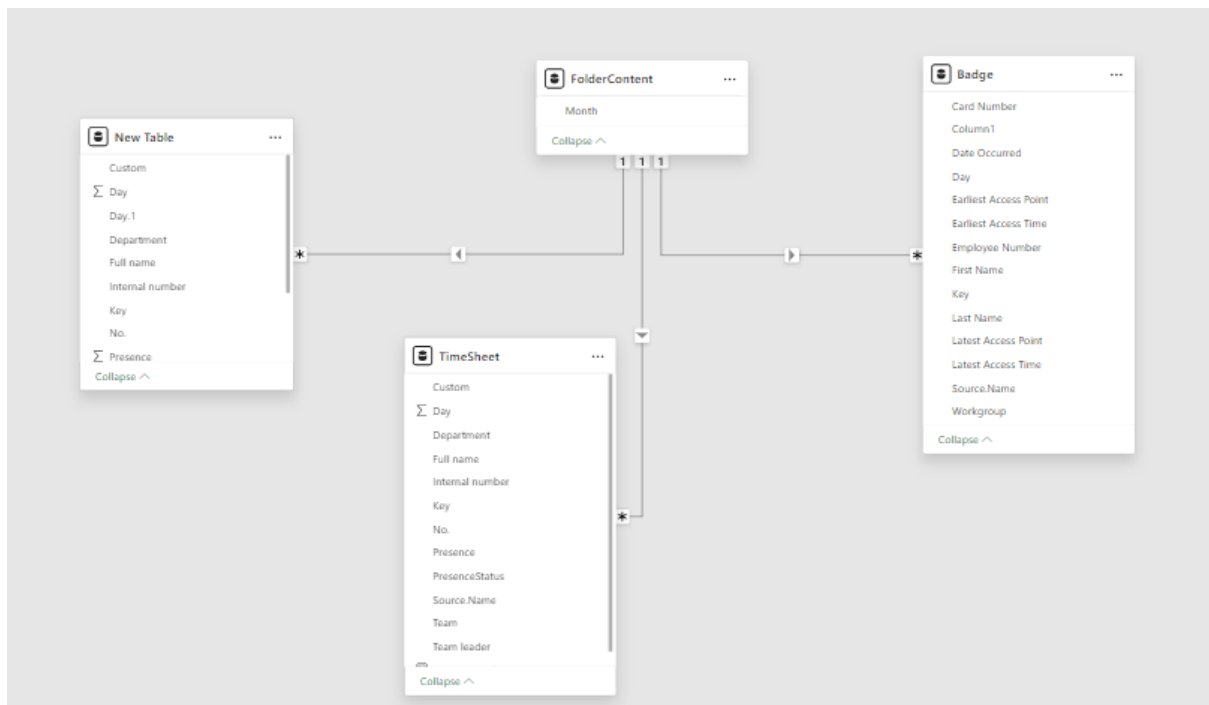 New Table
Custom
Σ Day
Day.1
Department
Full name
Internal number
Key
No.
Σ Presence
Collapse
FolderContent
Month
Collapse
1 1 1
*
*
*
TimeSheet
Custom
Σ Day
Department
Full name
Internal number
Key
No.
Presence
PresenceStatus
Source.Name
Team
Team leader
Collapse
Badge
Card Number
Column1
Date Occurred
Day
Earliest Access Point
Earliest Access Time
Employee Number
First Name
Key
Last Name
Latest Access Point
Latest Access Time
Source.Name
Workgroup
Collapse